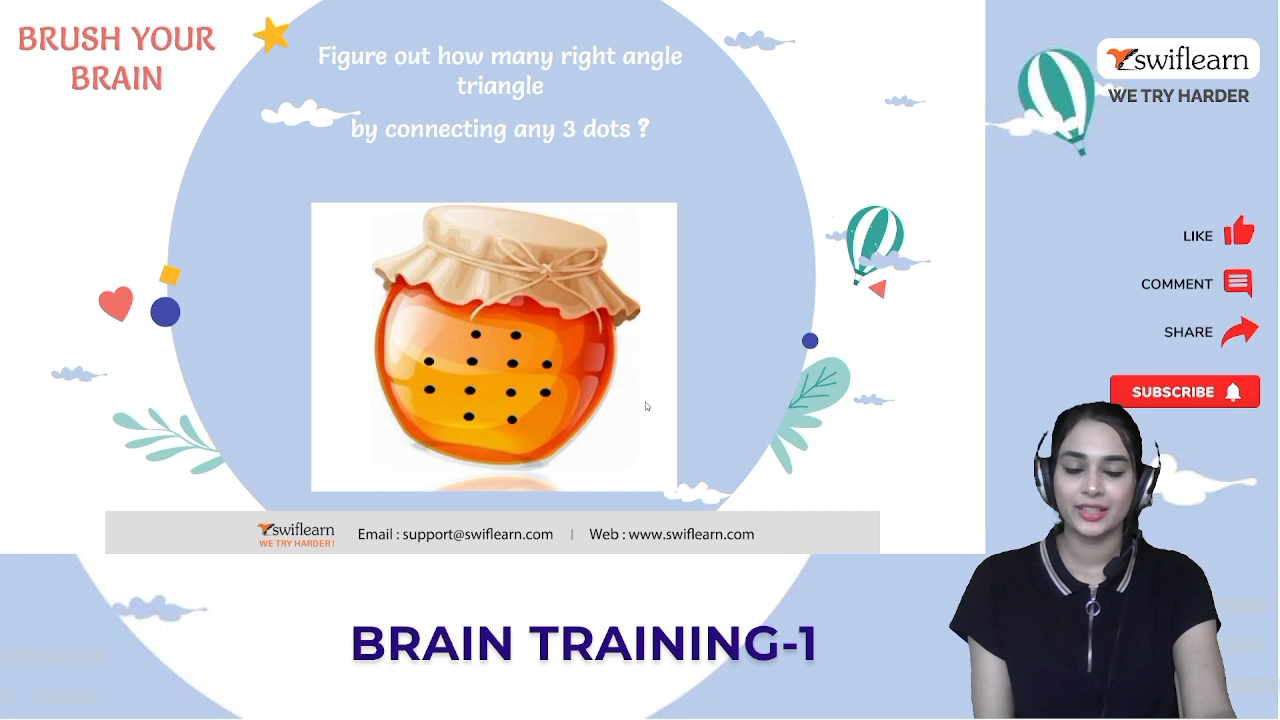 BRUSH YOUR
BRAIN
Figure out how many right angle
triangle
by connecting any 3 dots ?
swiflearn
WE TRY HARDER
LIKE
COMMENT
SHARE
SUBSCRIBE
swiflearn
WE TRY HARDER!
Email : support@swiflearn.com | Web : www.swiflearn.com
BRAIN TRAINING-1